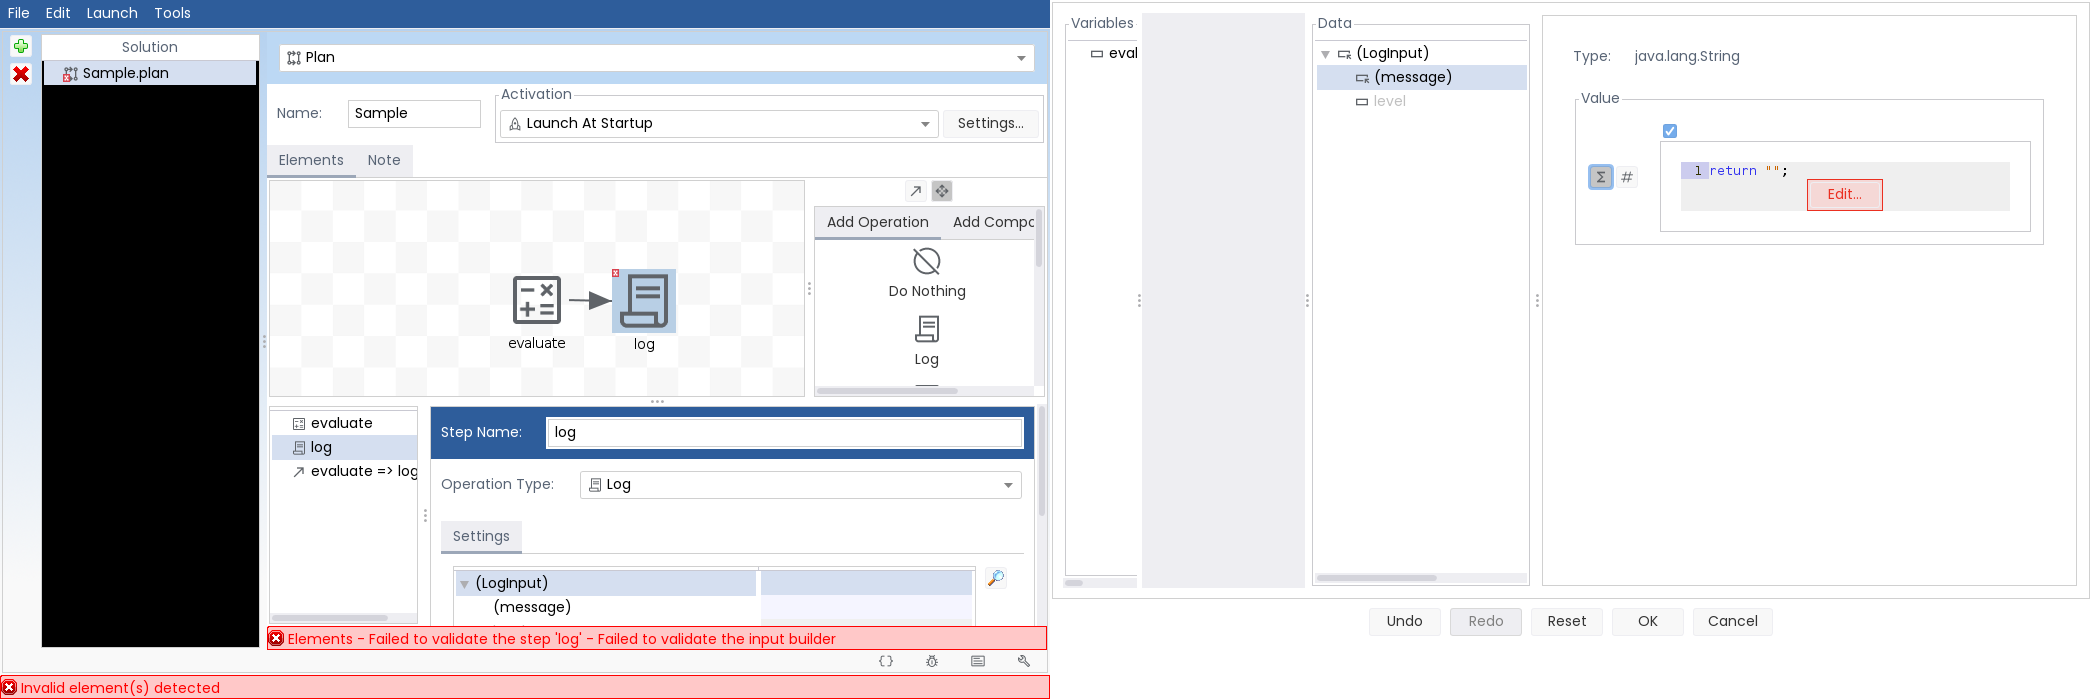 File Edit Launch Tools
Solution
Sample.plan
Plan
Name: Sample
Activation
Launch At Startup
Settings...
Elements Note
evaluate
log
Add Operation Add Compo
Do Nothing
Log
evaluate
log
evaluate => log
Step Name: log
Operation Type: Log
Settings
(LogInput)
(message)
Elements - Failed to validate the step 'log' - Failed to validate the input builder
Invalid element(s) detected
Variables
eval
Data
(LogInput)
(message)
level
Type: java.lang.String
Value
Σ #
1 return "";
Edit...
Undo Redo Reset OK Cancel